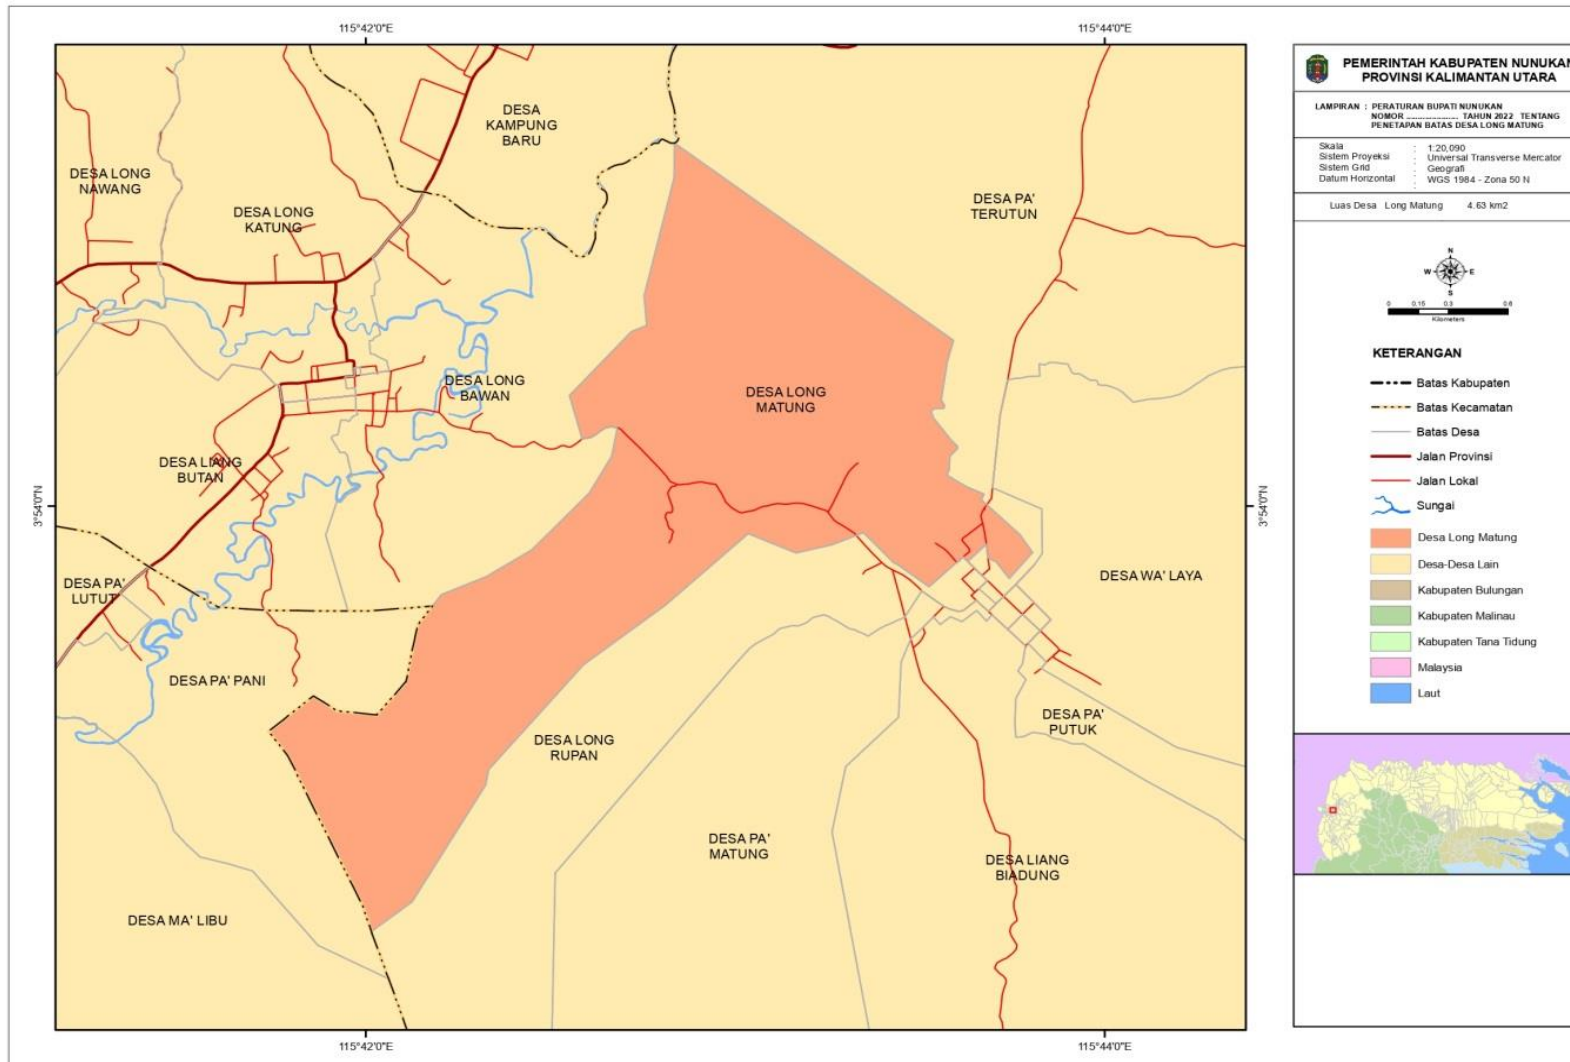 115°42'0"E
115°44'0"E
DESA
KAMPUNG
BARU
DESA LONG
NAWANG
DESA LONG
KATUNG
DESA PA'
TERUTUN
DESA LONG
BAWAN
DESA LONG
MATUNG
DESA LIANG
BUTAN
3°54'0"N
3°54'0"N
DESA PA'
LUTUT
DESA WA' LAYA
DESA PA' PANI
DESA LONG
RUPAN
DESA PA'
PUTUK
DESA PA'
MATUNG
DESA LIANG
BIADUNG
DESA MA' LIBU
115°42'0"E
115°44'0"E
PEMERINTAH KABUPATEN NUNUKAN
PROVINSI KALIMANTAN UTARA
LAMPIRAN : PERATURAN BUPATI NUNUKAN
NOMOR .................... TAHUN 2022 TENTANG
PENETAPAN BATAS DESA LONG MATUNG
Skala : 1:20,090
Sistem Proyeksi : Universal Transverse Mercator
Sistem Grid : Geografi
Datum Horizontal : WGS 1984 - Zona 50 N
Luas Desa Long Matung 4.63 km2
N
W E
S
0 0.15 0.3 0.6
Kilometers
KETERANGAN
Batas Kabupaten
Batas Kecamatan
Batas Desa
Jalan Provinsi
Jalan Lokal
Sungai
Desa Long Matung
Desa-Desa Lain
Kabupaten Bulungan
Kabupaten Malinau
Kabupaten Tana Tidung
Malaysia
Laut